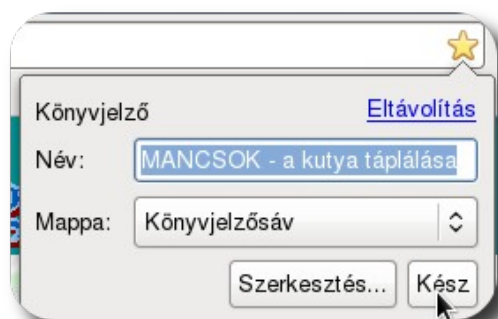 Könyvjelző Eltávolítás
Név: MANCSOK - a kutya táplálása
Mappa: Könyvjelzősáv
Szerkesztés... Kész